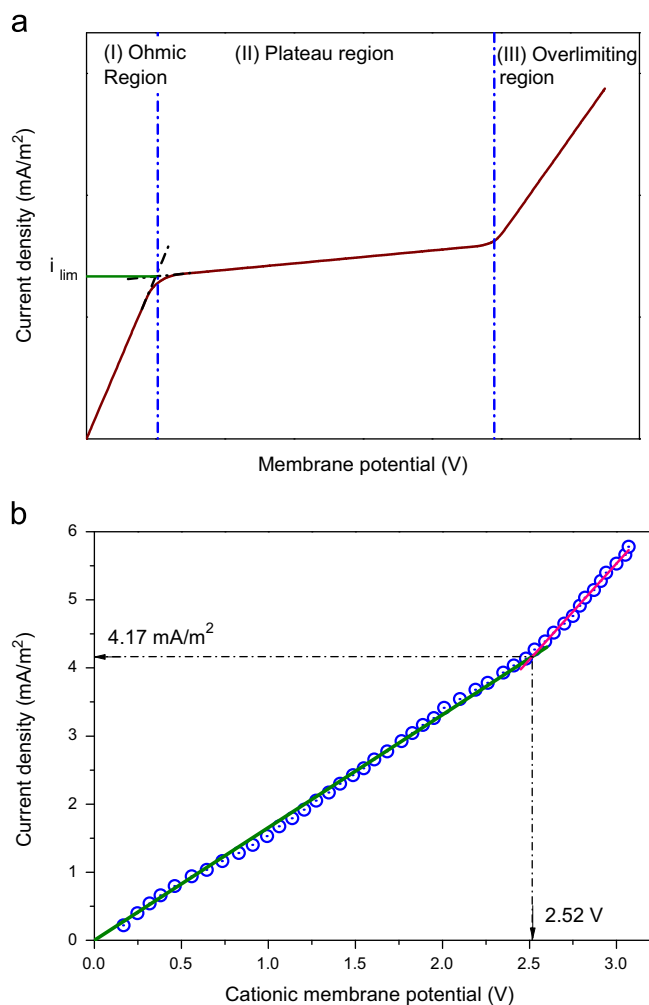 a
(I) Ohmic
Region
(II) Plateau region
(III) Overlimiting
region
Current density (mA/m²)
i lim
Membrane potential (V)
b
6
5
4
3
2
1
0
4.17 mA/m²
2.52 V
Current density (mA/m²)
0.0 0.5 1.0 1.5 2.0 2.5 3.0
Cationic membrane potential (V)